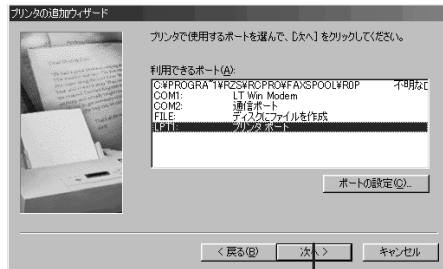 プリンタの追加ウィザード
プリンタで使用するポートを選んで、[次へ] をクリックしてください。
利用できるポート(A):
C:¥PROGRA~1¥RZS¥RCPRO¥FAXSPOOL¥R0P 不明な
COM1: LT Win Modem
COM2: 通信ポート
FILE: ディスクにファイルを作成
LPT1: プリンタ ポート
ポートの設定(C)...
< 戻る(B)
次へ >
キャンセル